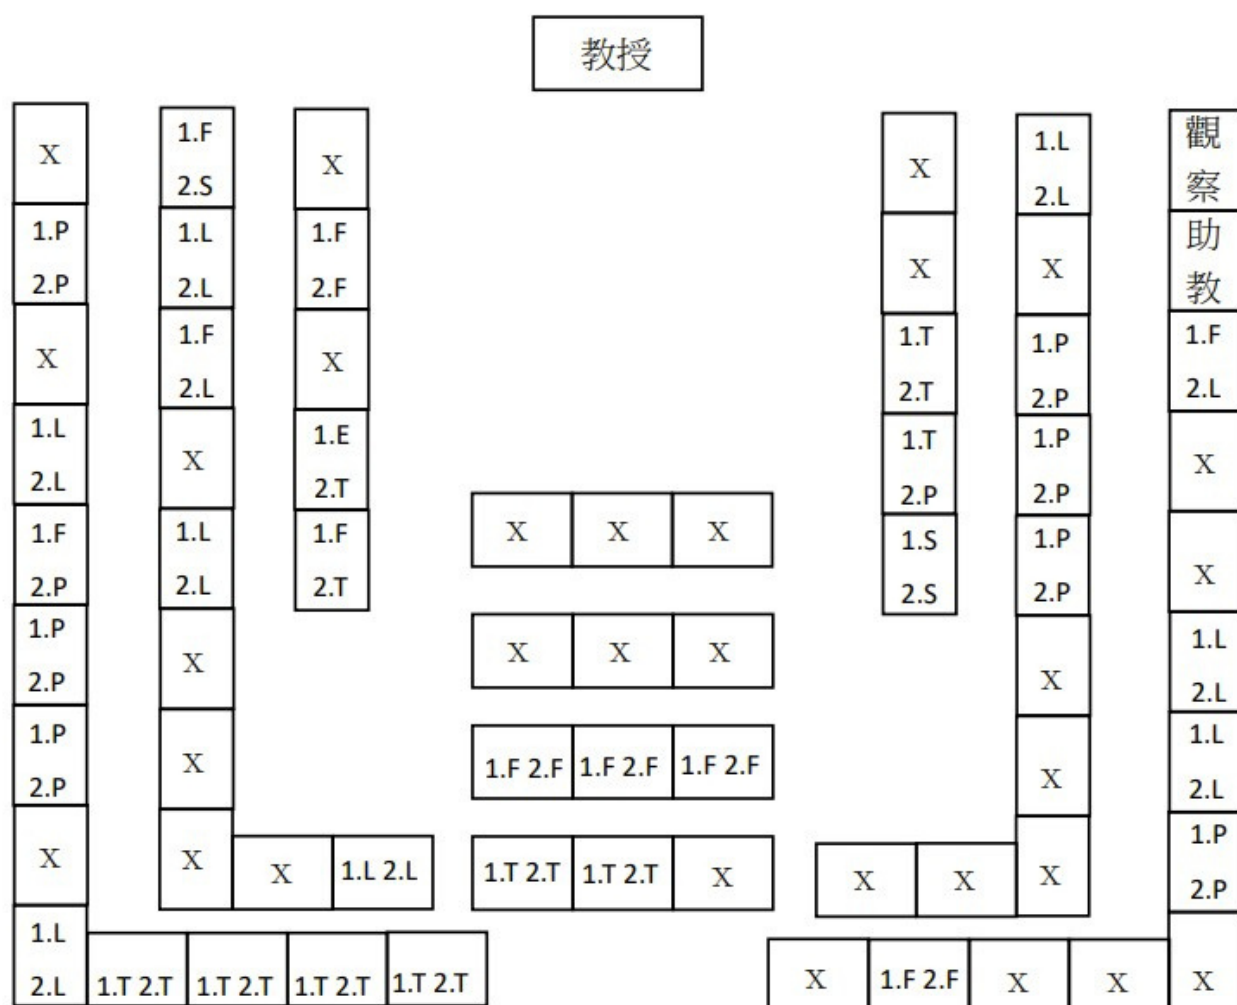 教授
X
1.P
2.P
X
1.L
2.L
1.F
2.P
1.P
2.P
1.P
2.P
X
1.L
2.L
1.T 2.T
1.T 2.T
1.T 2.T
1.T 2.T
1.F
2.S
1.L
2.L
1.F
2.L
X
1.L
2.L
X
X
X
X
1.L 2.L
X
1.F
2.F
X
1.E
2.T
1.F
2.T
X
X
X
X
X
X
1.F 2.F
1.F 2.F
1.F 2.F
1.T 2.T
1.T 2.T
X
X
X
1.T
2.T
1.T
2.P
1.S
2.S
1.L
2.L
X
1.P
2.P
1.P
2.P
1.P
2.P
X
X
X
X
X
觀
察
助
教
1.F
2.L
X
X
1.L
2.L
1.L
2.L
1.P
2.P
X
1.F 2.F
X
X
X